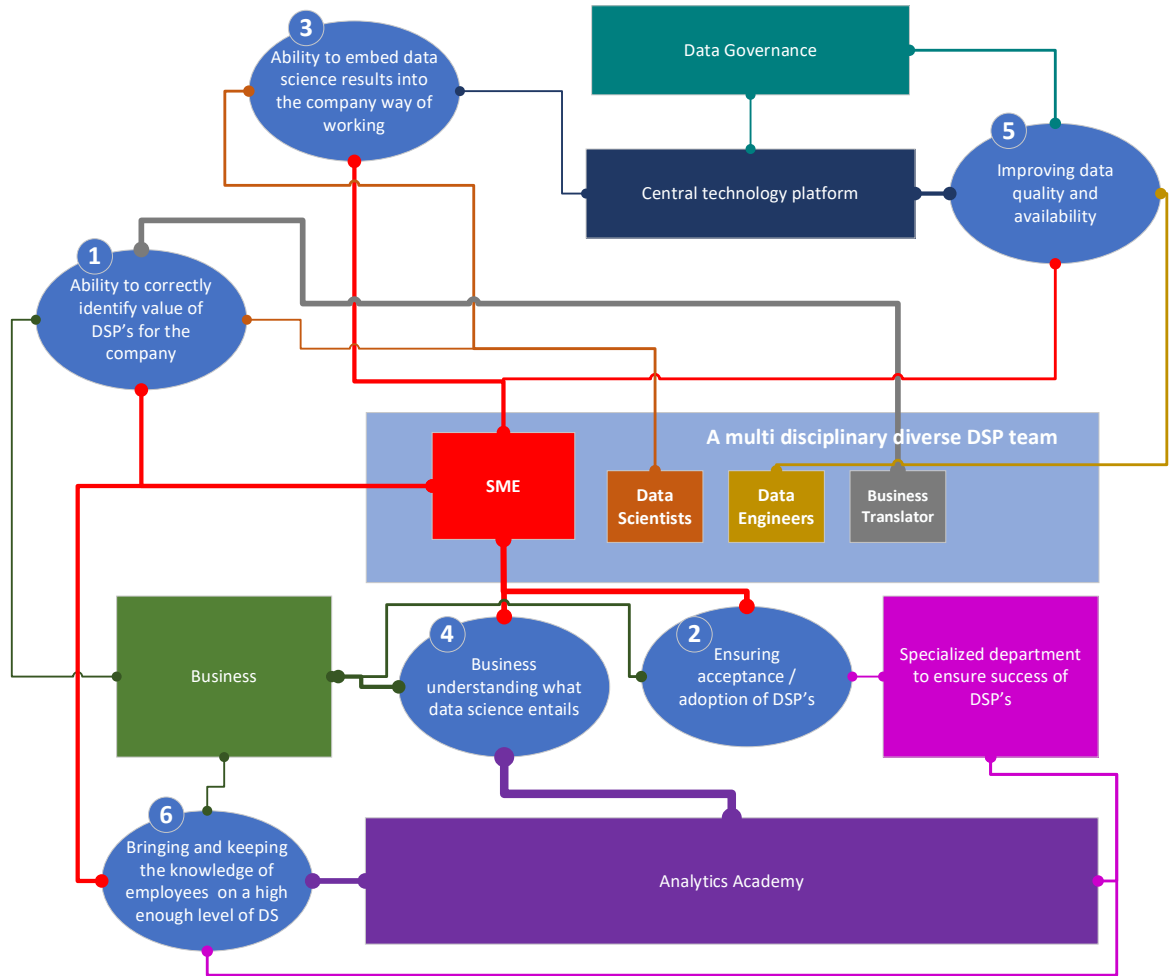 3
Ability to embed data
science results into
the company way of
working
Data Governance
5
Improving data
quality and
availability
Central technology platform
1
Ability to correctly
identify value of
DSP's for the
company
A multi disciplinary diverse DSP team
SME
Data
Scientists
Data
Engineers
Business
Translator
Business
4
Business
understanding what
data science entails
2
Ensuring
acceptance /
adoption of DSP's
Specialized department
to ensure success of
DSP's
6
Bringing and keeping
the knowledge of
employees on a high
enough level of DS
Analytics Academy